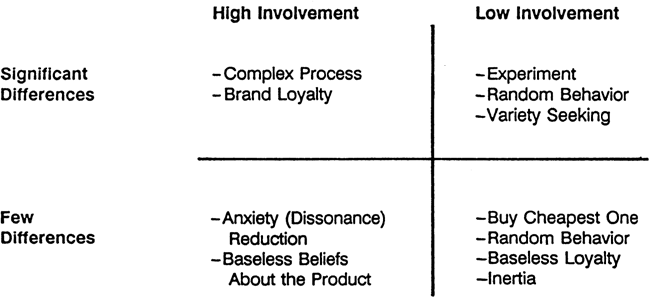 High Involvement
Low Involvement
Significant
Differences
–Complex Process
–Brand Loyalty
–Experiment
–Random Behavior
–Variety Seeking
Few
Differences
–Anxiety (Dissonance)
Reduction
–Baseless Beliefs
About the Product
–Buy Cheapest One
–Random Behavior
–Baseless Loyalty
–Inertia